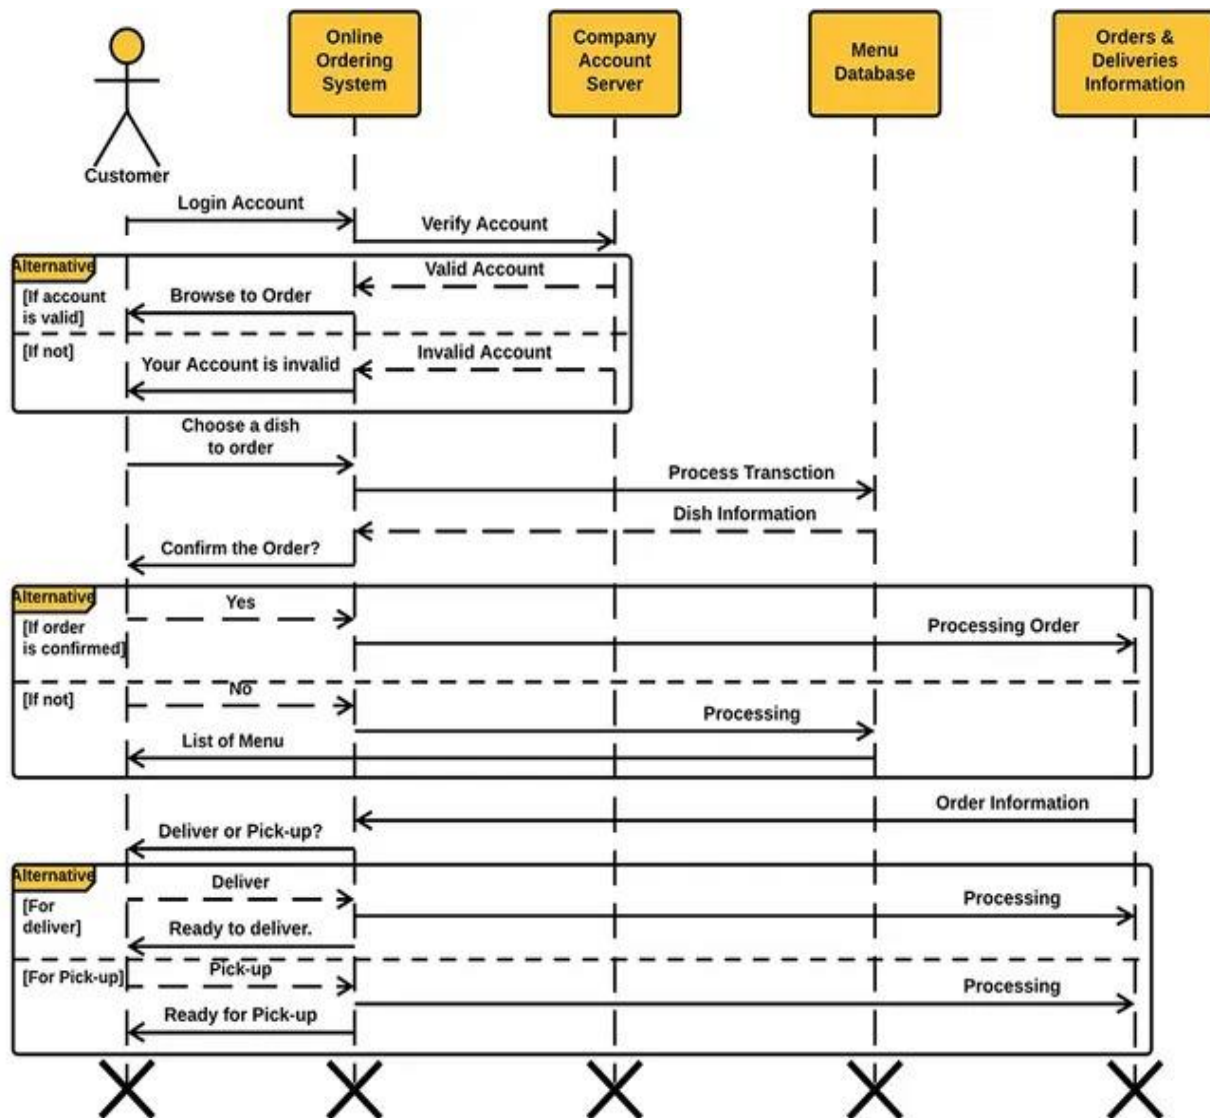 Online
Ordering
System
Company
Account
Server
Menu
Database
Orders &
Deliveries
Information
Customer
Login Account
Verify Account
Alternative
Valid Account
[If account
is valid]
Browse to Order
[If not]
Invalid Account
Your Account is invalid
Choose a dish
to order
Process Transction
Dish Information
Confirm the Order?
Alternative
Yes
[If order
is confirmed]
Processing Order
[If not]
No
Processing
List of Menu
Order Information
Deliver or Pick-up?
Alternative
Deliver
[For
deliver]
Processing
Ready to deliver.
[For Pick-up]
Pick-up
Processing
Ready for Pick-up